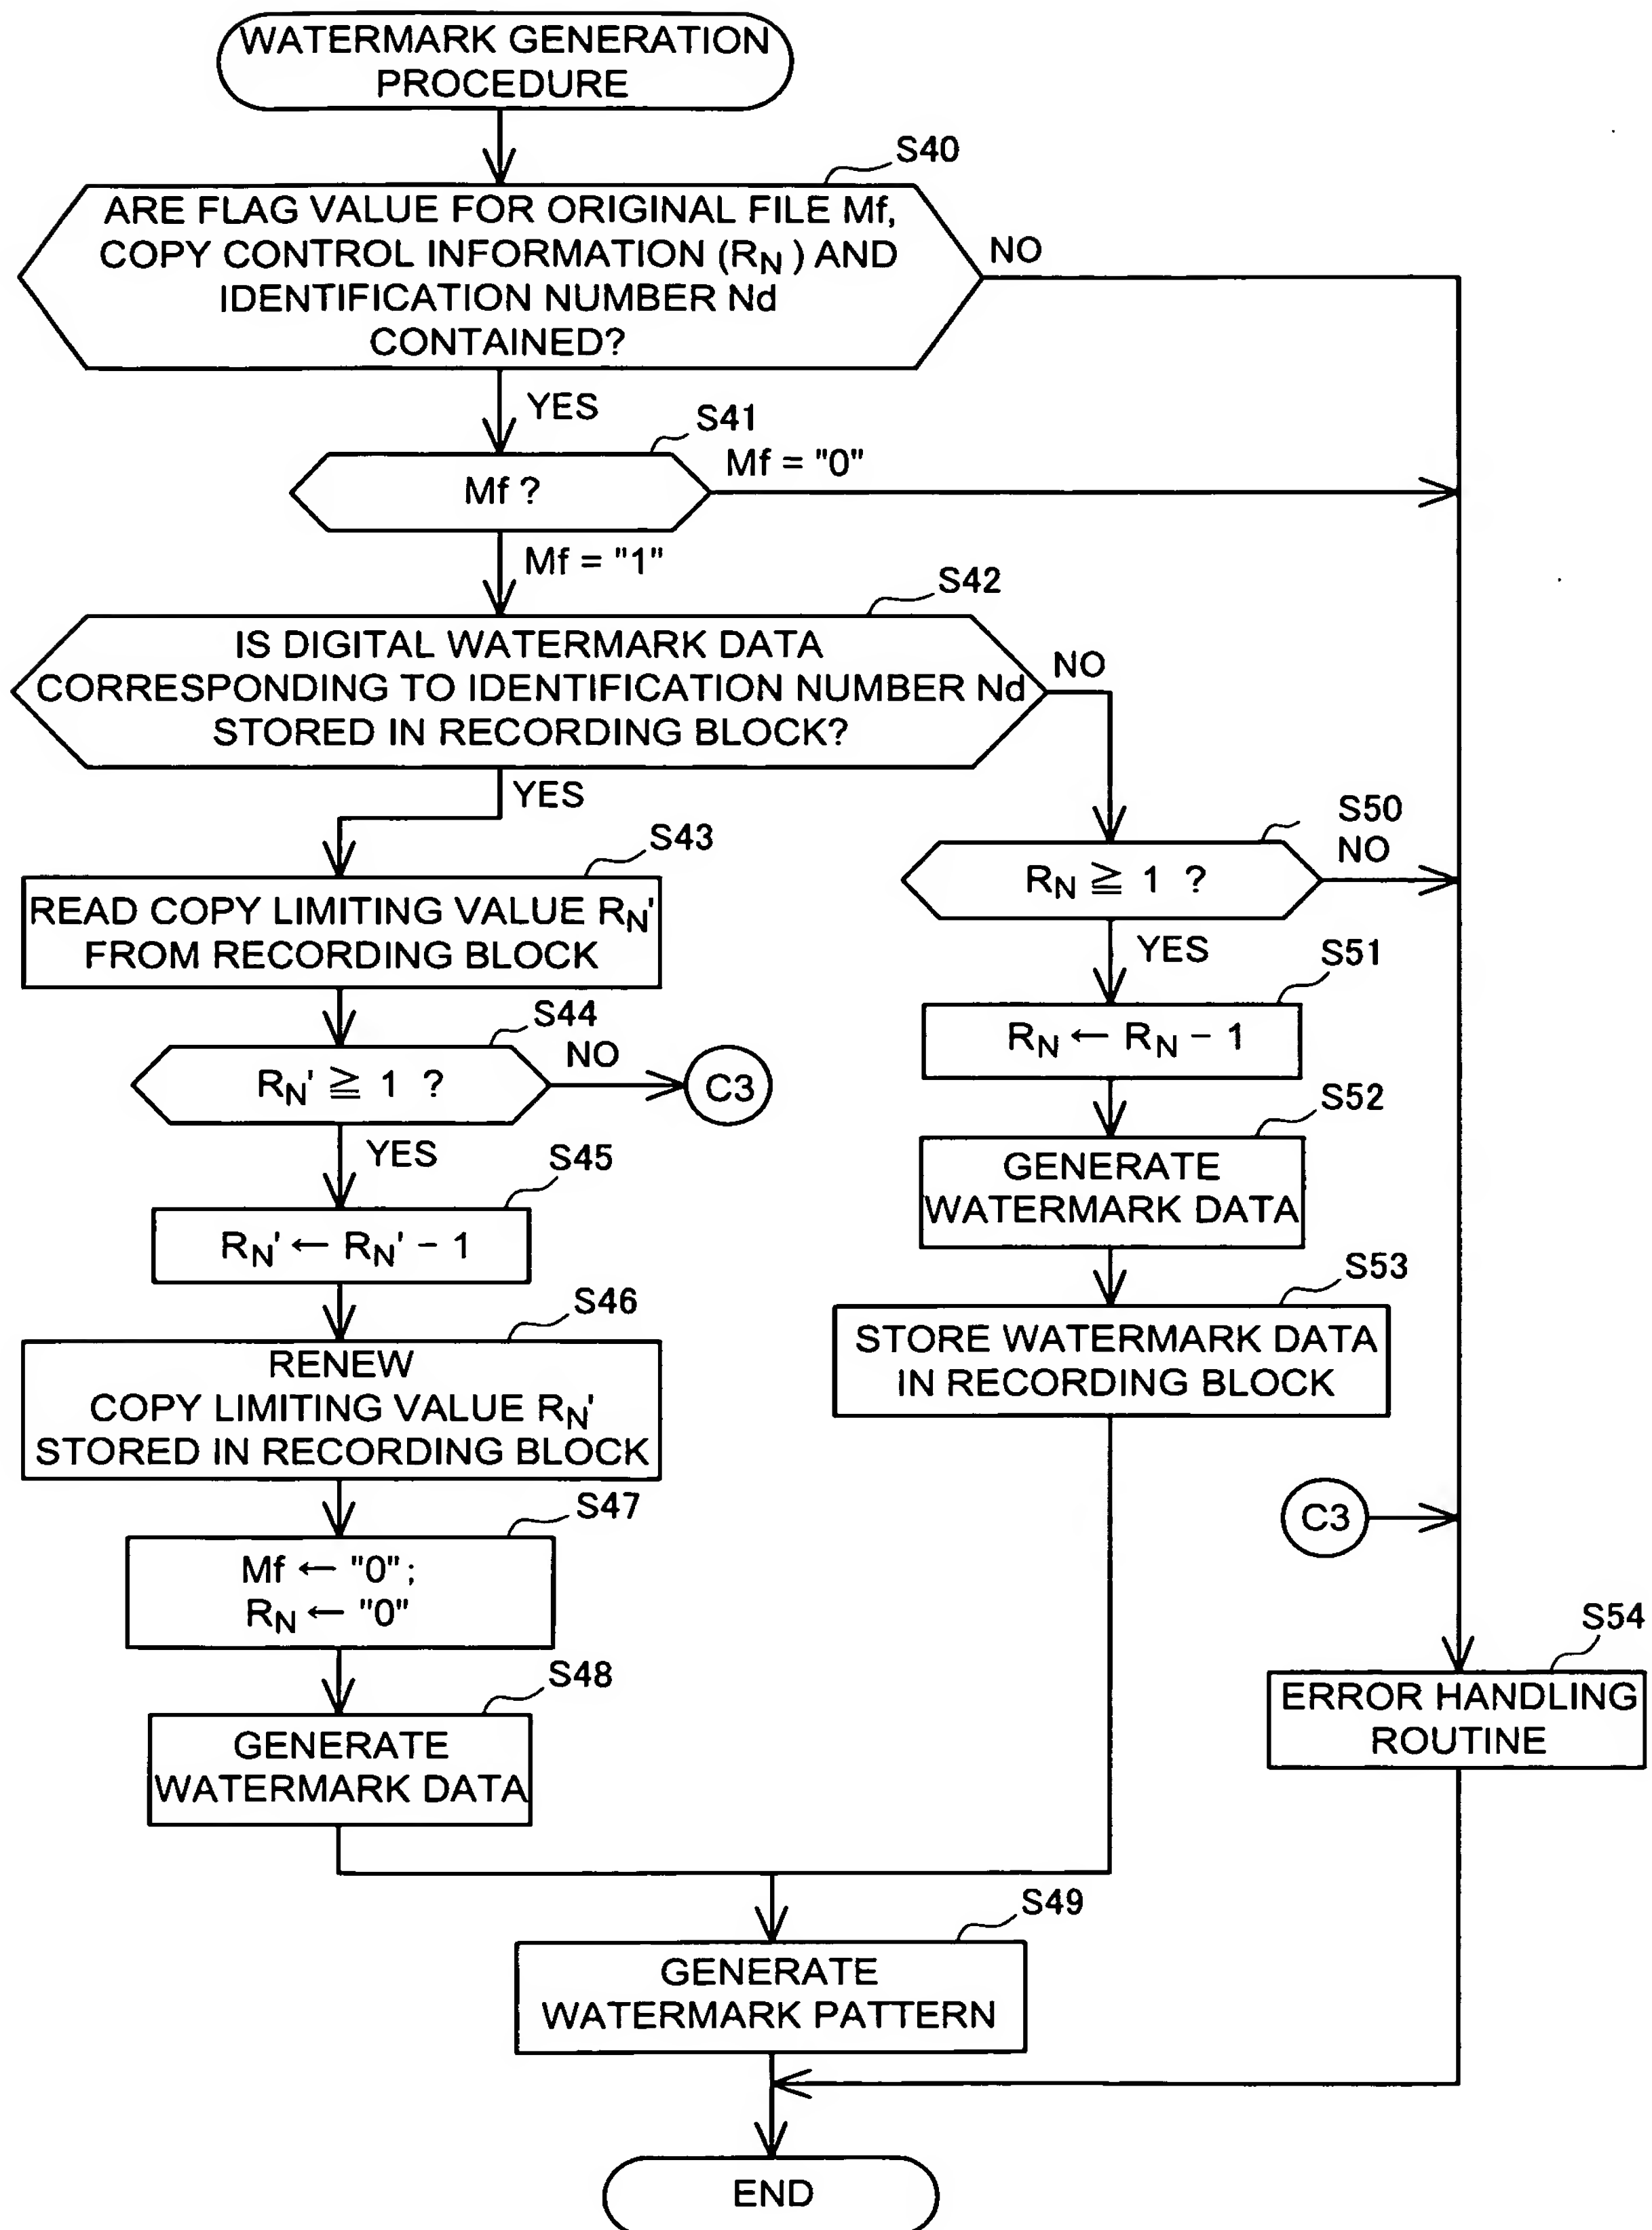 WATERMARK GENERATION
PROCEDURE
S40
ARE FLAG VALUE FOR ORIGINAL FILE Mf,
COPY CONTROL INFORMATION (RN ) AND
IDENTIFICATION NUMBER Nd
CONTAINED?
NO
YES
S41
Mf ?
Mf = "0"
Mf = "1"
S42
IS DIGITAL WATERMARK DATA
CORRESPONDING TO IDENTIFICATION NUMBER Nd
STORED IN RECORDING BLOCK?
NO
YES
S43
READ COPY LIMITING VALUE RN'
FROM RECORDING BLOCK
S44
RN' ≧ 1 ?
NO
C3
YES
S45
RN' ← RN' - 1
S46
RENEW
COPY LIMITING VALUE RN'
STORED IN RECORDING BLOCK
S47
Mf ← "0";
RN ← "0"
S48
GENERATE
WATERMARK DATA
S50
RN ≧ 1 ?
NO
YES
S51
RN ← RN - 1
S52
GENERATE
WATERMARK DATA
S53
STORE WATERMARK DATA
IN RECORDING BLOCK
C3
S54
ERROR HANDLING
ROUTINE
S49
GENERATE
WATERMARK PATTERN
END